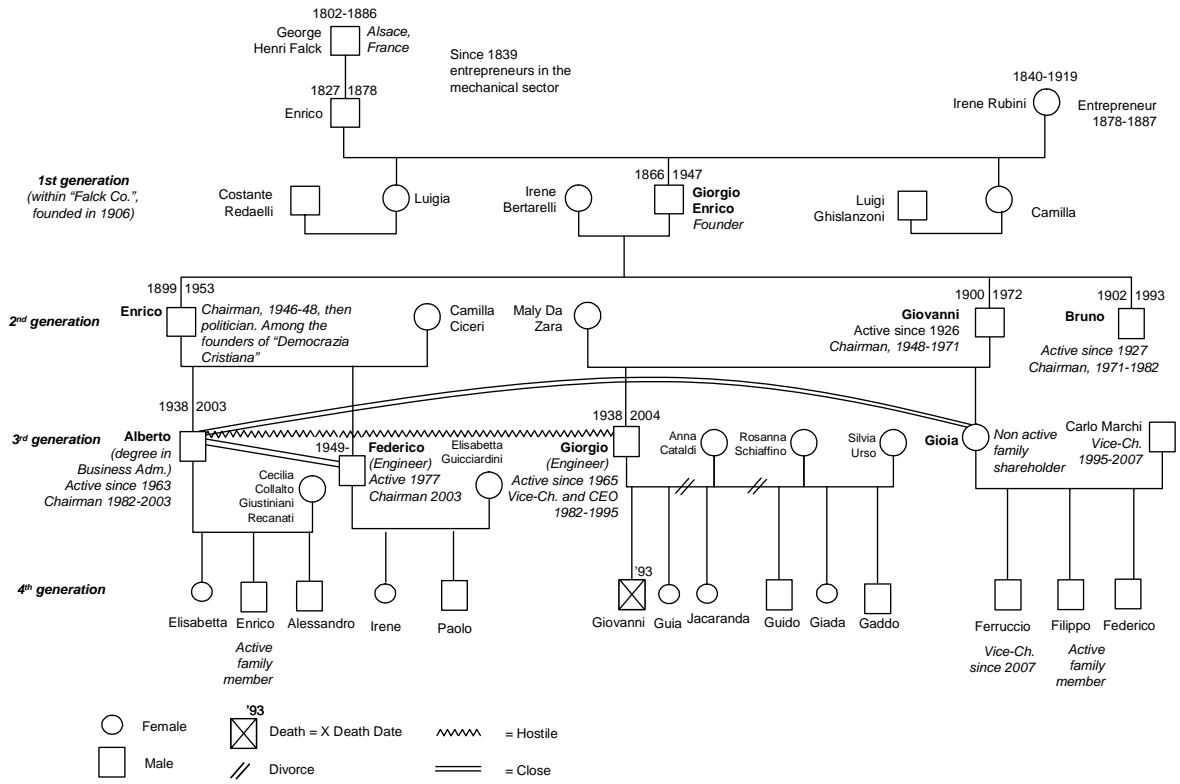 1802-1886
George
Henri Falck
Alsace,
France
Since 1839
entrepreneurs in the
mechanical sector
1827 1878
Enrico
1840-1919
Irene Rubini
Entrepreneur
1878-1887
1st generation
(within “Falck Co.”,
founded in 1906)
Costante
Redaelli
Luigia
Irene
Bertarelli
1866 1947
Giorgio
Enrico
Founder
Luigi
Ghislanzoni
Camilla
2nd generation
1899 1953
Enrico
Chairman, 1946-48, then
politician. Among the
founders of “Democrazia
Cristiana”
Camilla
Ciceri
Maly Da
Zara
1900 1972
Giovanni
Active since 1926
Chairman, 1948-1971
1902 1993
Bruno
Active since 1927
Chairman, 1971-1982
3rd generation
1938 2003
Alberto
(degree in
Business Adm.)
Active since 1963
Chairman 1982-2003
Cecilia
Collalto
Giustiniani
Recanati
1949-
Federico
(Engineer)
Active 1977
Chairman 2003
Elisabetta
Guicciardini
1938 2004
Giorgio
(Engineer)
Active since 1965
Vice-Ch. and CEO
1982-1995
Anna
Cataldi
Rosanna
Schiaffino
Silvia
Urso
Gioia
Non active
family
shareholder
Carlo Marchi
Vice-Ch.
1995-2007
4th generation
Elisabetta
Enrico
Active
family
member
Alessandro
Irene
Paolo
'93
Giovanni
Guia
Jacaranda
Guido
Giada
Gaddo
Ferruccio
Vice-Ch.
since 2007
Filippo
Active
family
member
Federico
Female
Male
'93
Death = X Death Date
Divorce
= Hostile
= Close